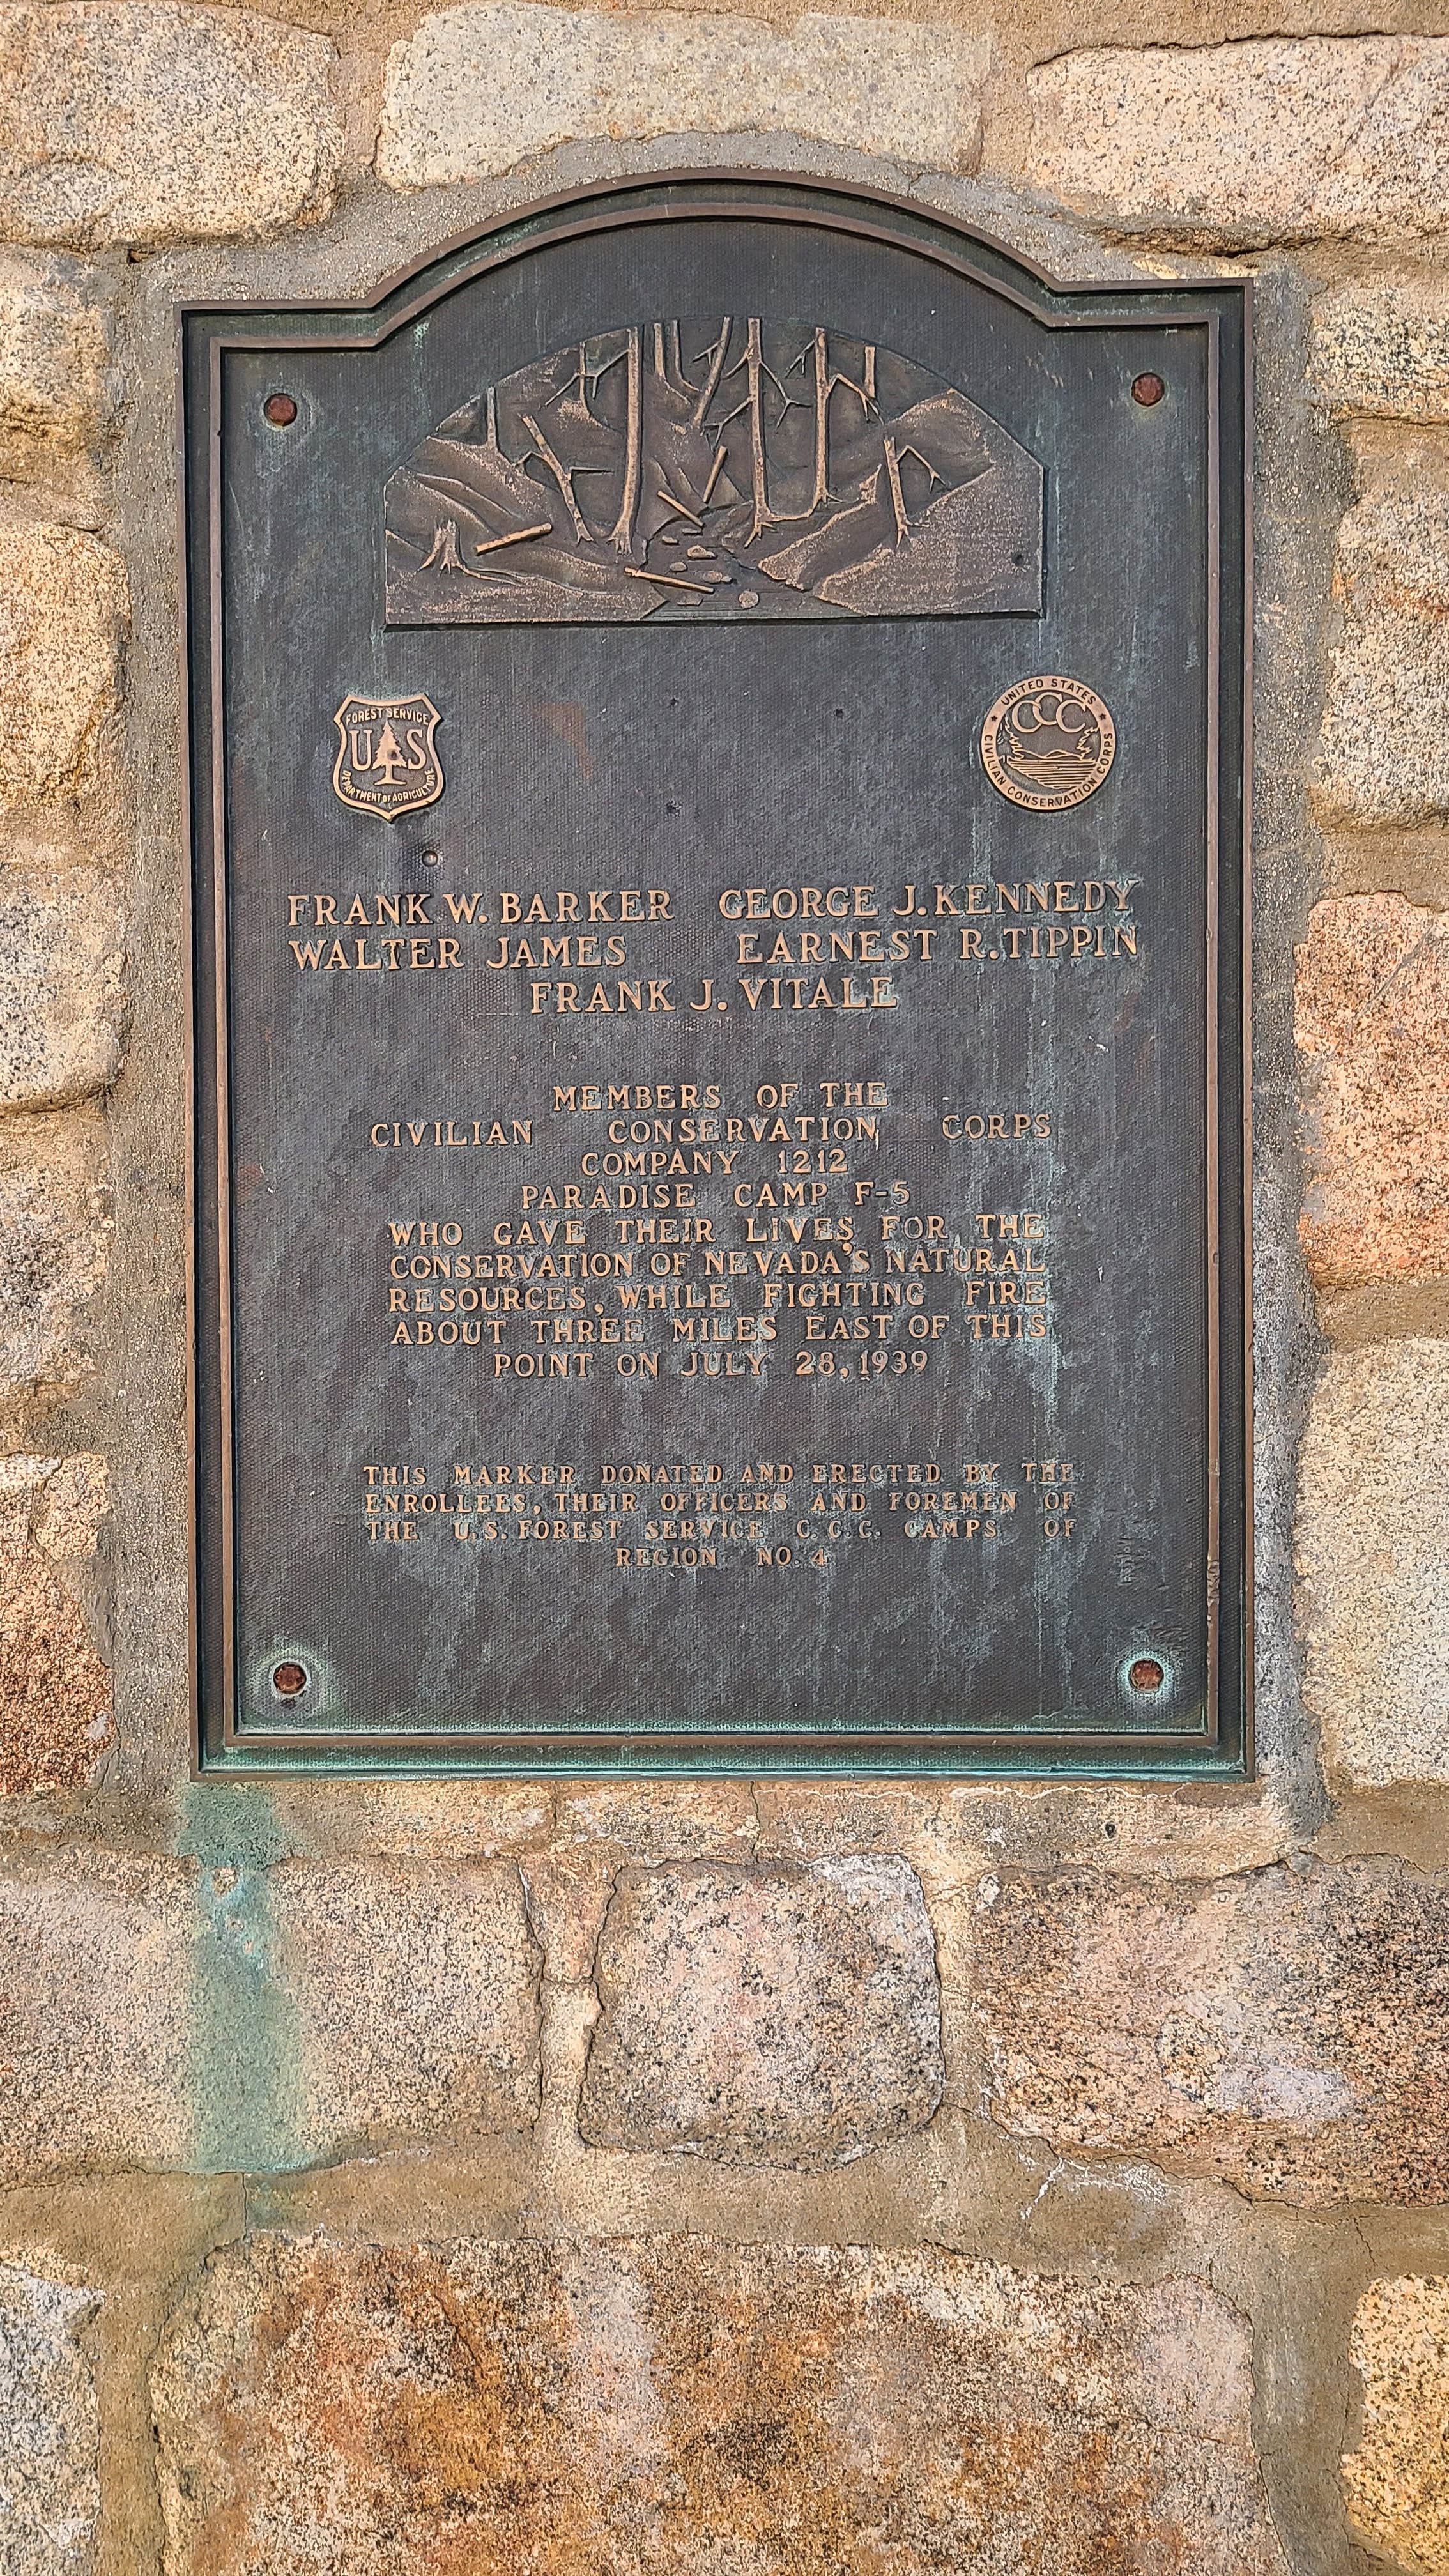 FOREST SERVICE
U S
DEPARTMENT OF AGRICULTURE
UNITED STATES
CCC
CIVILIAN CONSERVATION CORPS
FRANK W. BARKER GEORGE J. KENNEDY
WALTER JAMES EARNEST R. TIPPIN
FRANK J. VITALE
MEMBERS OF THE
CIVILIAN CONSERVATION CORPS
COMPANY 1212
PARADISE CAMP F-5
WHO GAVE THEIR LIVES FOR THE
CONSERVATION OF NEVADA'S NATURAL
RESOURCES, WHILE FIGHTING FIRE
ABOUT THREE MILES EAST OF THIS
POINT ON JULY 28, 1939
THIS MARKER DONATED AND ERECTED BY THE
ENROLLEES, THEIR OFFICERS AND FOREMEN OF
THE U.S. FOREST SERVICE C.C.C. CAMPS OF
REGION NO. 4